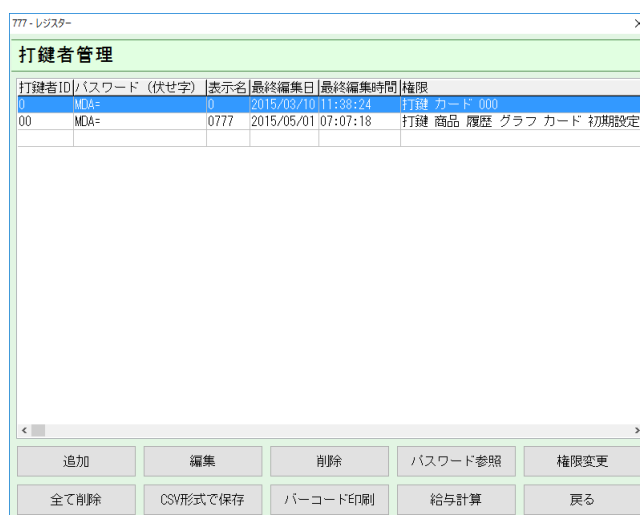 777 - レジスター
打鍵者管理
打鍵者ID パスワード（伏せ字） 表示名 最終編集日 最終編集時間 権限
0 MDA= 0 2015/03/10 11:38:24 打鍵 カード 000
00 MDA= 0777 2015/05/01 07:07:18 打鍵 商品 履歴 グラフ カード 初期設定
追加 編集 削除 パスワード参照 権限変更
全て削除 CSV形式で保存 バーコード印刷 給与計算 戻る